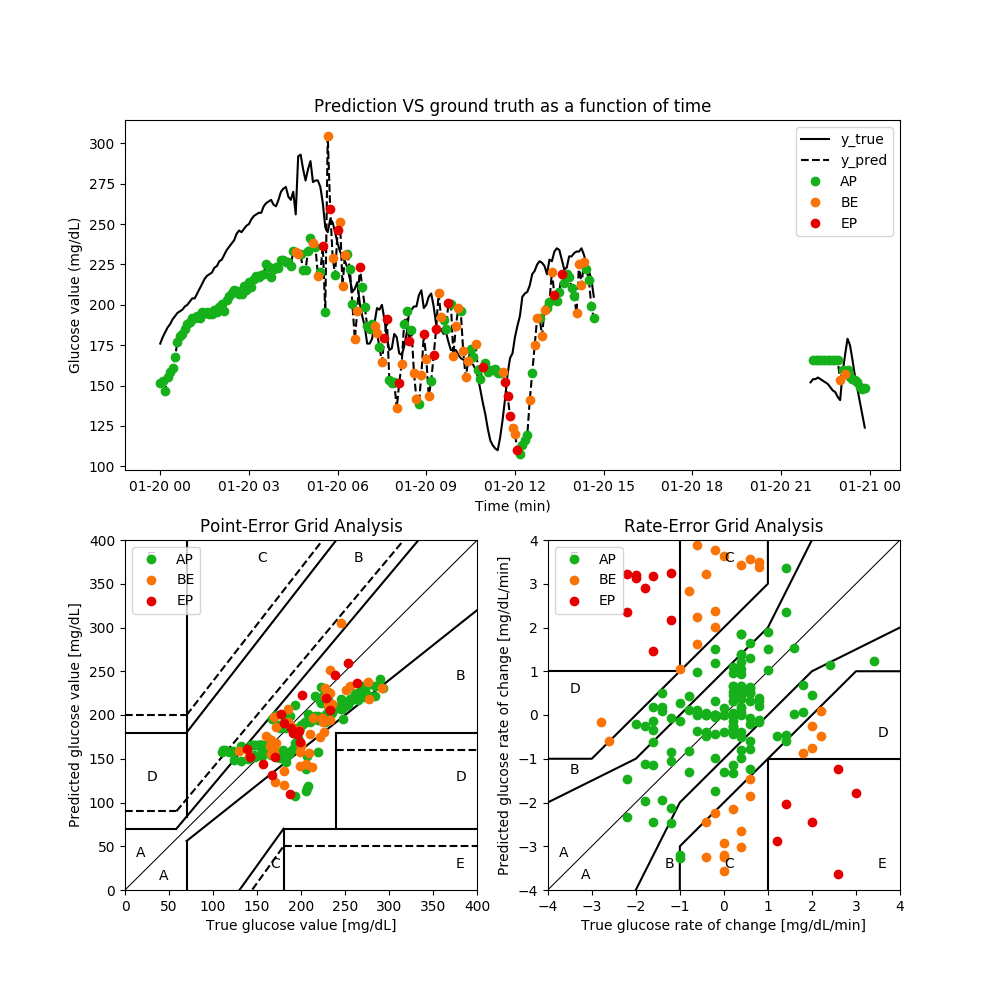 Prediction VS ground truth as a function of time
Glucose value (mg/dL)
300
275
250
225
200
175
150
125
100
y_true
y_pred
AP
BE
EP
01-20 00 01-20 03 01-20 06 01-20 09 01-20 12 01-20 15 01-20 18 01-20 21 01-21 00
Time (min)
Point-Error Grid Analysis
Predicted glucose value [mg/dL]
400
350
300
250
200
150
100
50
0
AP
BE
EP
C
B
B
D
D
A
A
C
E
0 50 100 150 200 250 300 350 400
True glucose value [mg/dL]
Rate-Error Grid Analysis
Predicted glucose rate of change [mg/dL/min]
4
3
2
1
0
−1
−2
−3
−4
AP
BE
EP
C
D
D
B
A
A
B
C
E
−4 −3 −2 −1 0 1 2 3 4
True glucose rate of change [mg/dL/min]